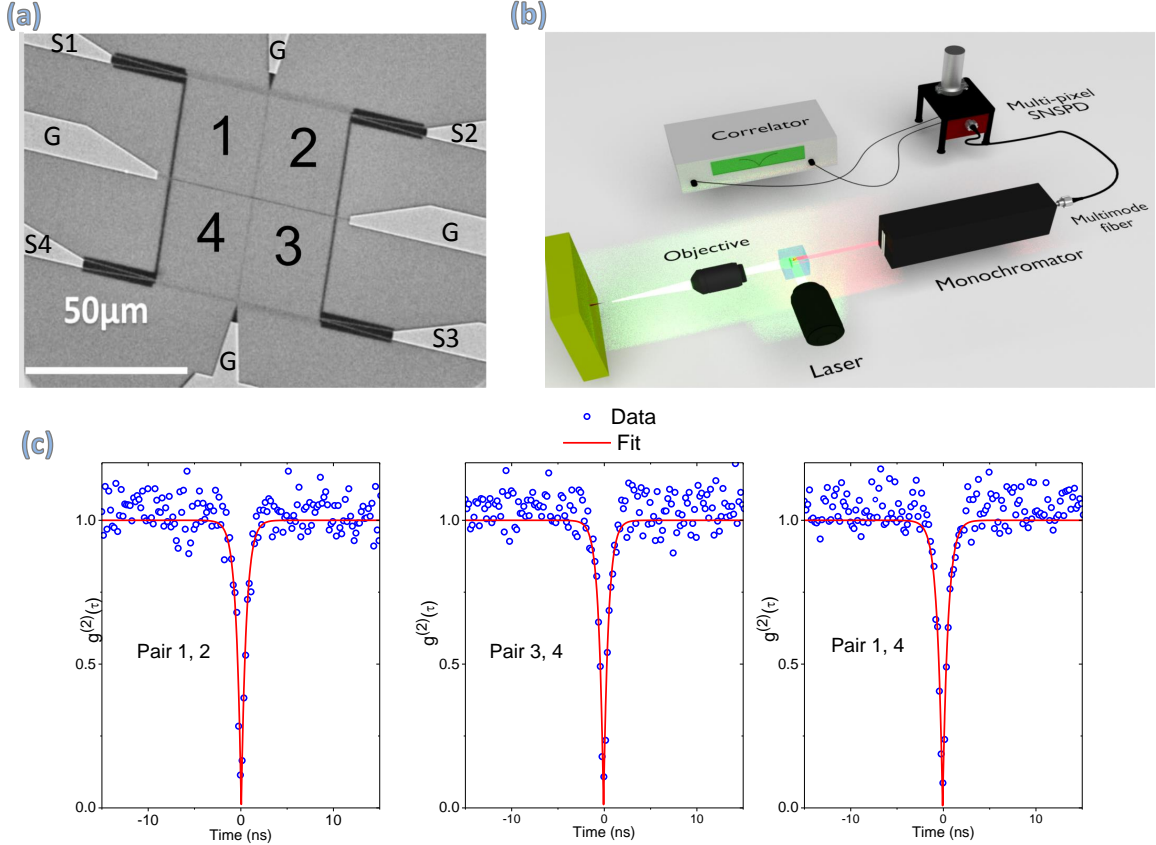 (a)
S1
G
G
1
2
S2
4
3
G
S4
50μm
G
S3
(b)
Correlator
Multi-pixel
SNSPD
Objective
Multimode
fiber
Monochromator
Laser
Data
Fit
(c)
g(2)(τ)
1.0
0.5
0.0
Pair 1, 2
-10
0
10
Time (ns)
g(2)(τ)
1.0
0.5
0.0
Pair 3, 4
-10
0
10
Time (ns)
g(2)(τ)
1.0
0.5
0.0
Pair 1, 4
-10
0
10
Time (ns)